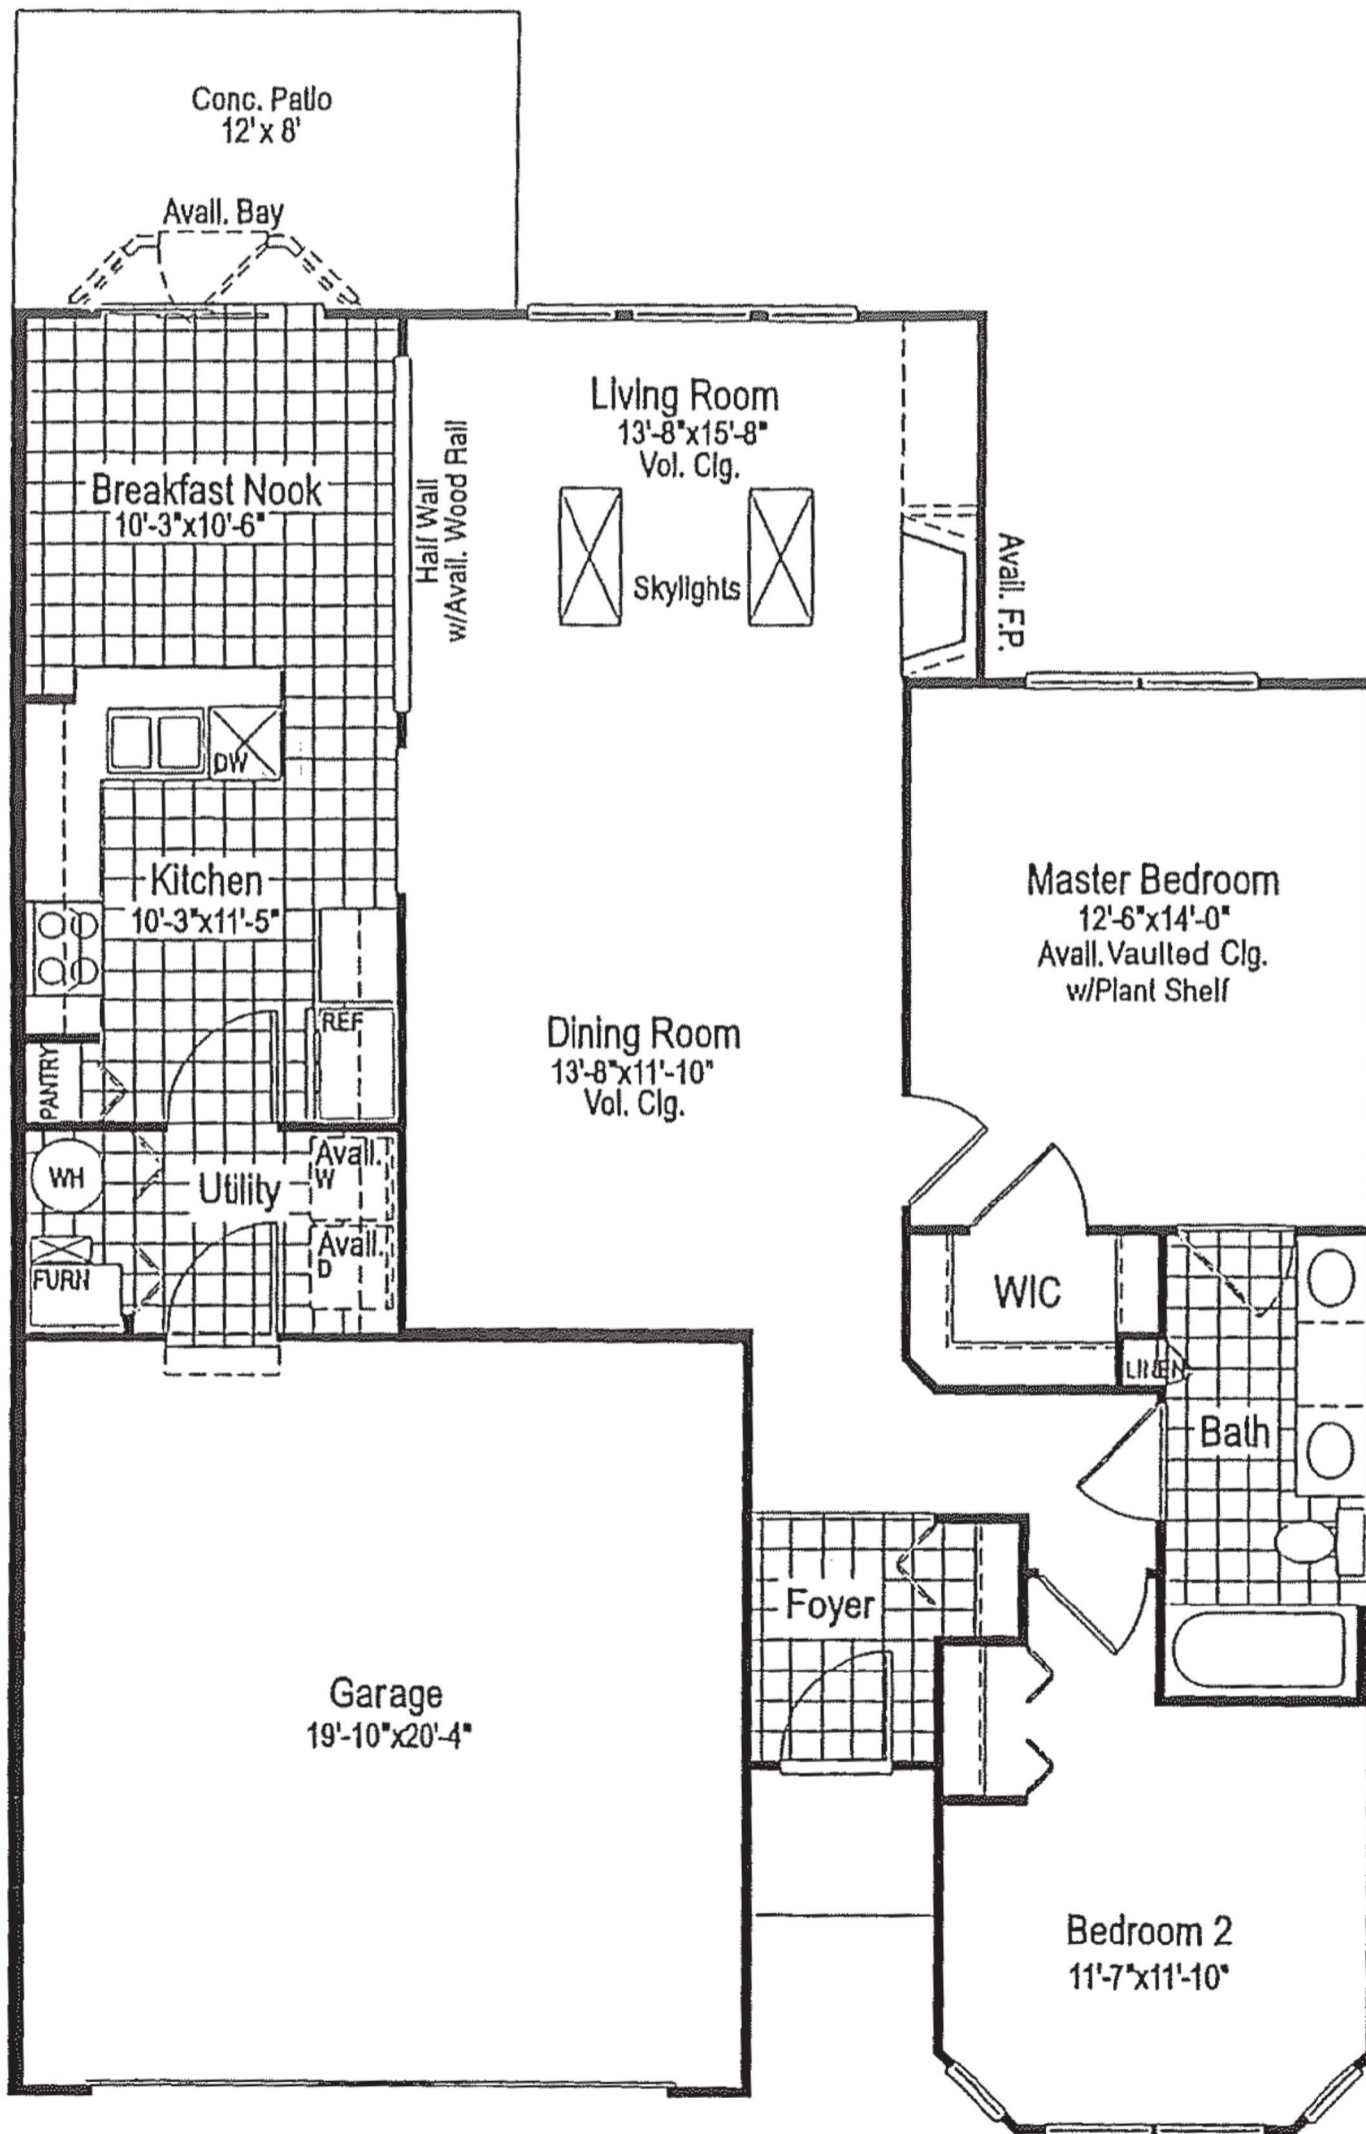 Conc. Patio
12' x 8'
Avail. Bay
Living Room
13'-8"x15'-8"
Vol. Clg.
Breakfast Nook
10'-3"x10'-6"
Half Wall
w/Avail. Wood Rail
Skylights
Avail. F.P.
DW
Kitchen
10'-3"x11'-5"
Master Bedroom
12'-6"x14'-0"
Avail. Vaulted Clg.
w/Plant Shelf
REF
Dining Room
13'-8"x11'-10"
Vol. Clg.
PANTRY
WH
Utility
Avail.
W
Avail.
D
FURN
WIC
LINEN
Bath
Foyer
Garage
19'-10"x20'-4"
Bedroom 2
11'-7"x11'-10"